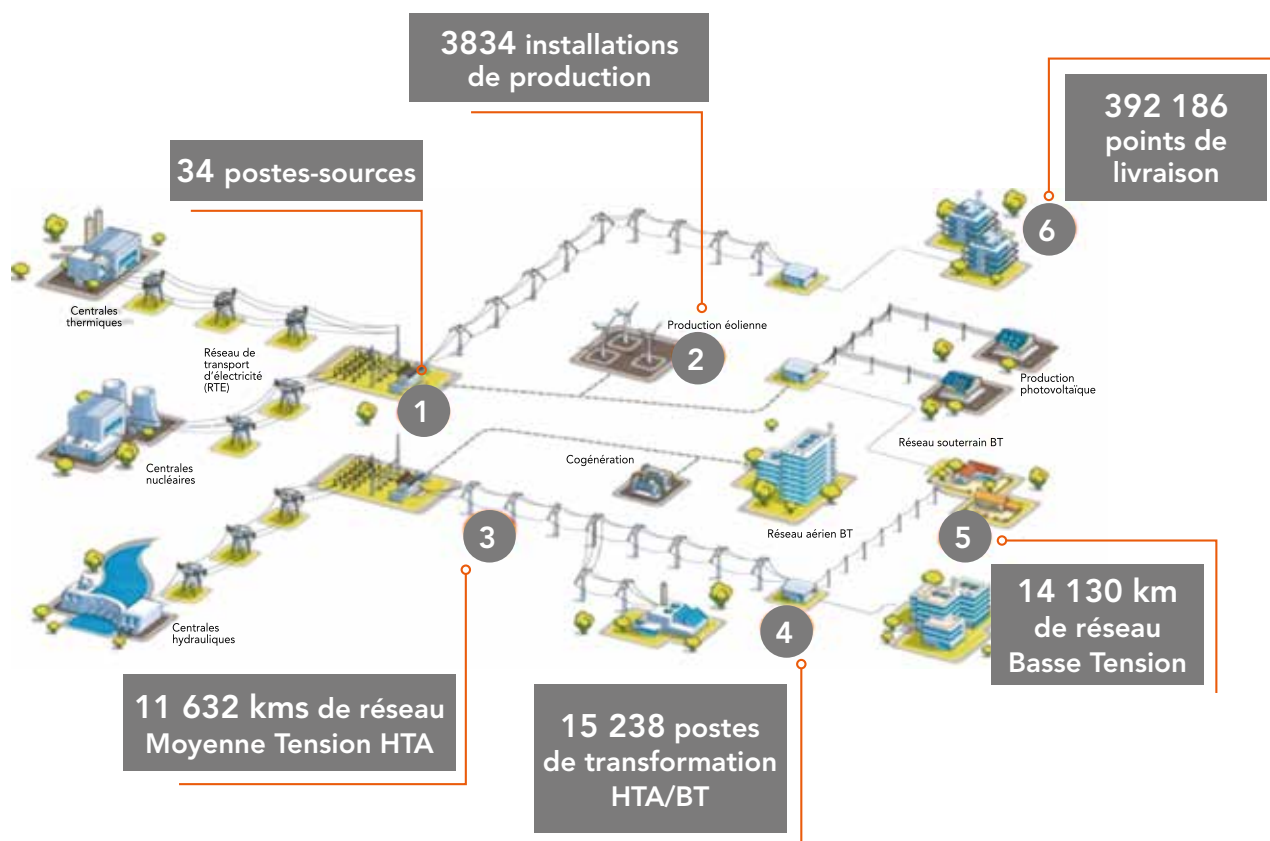 3834 installations
de production
392 186
points de
livraison
34 postes-sources
6
Centrales
thermiques
Production éolienne
2
Réseau de
transport
d'électricité
(RTE)
Production
photovoltaïque
1
Réseau souterrain BT
Cogénération
Centrales
nucléaires
3
Réseau aérien BT
5
14 130 km
de réseau
Basse Tension
4
Centrales
hydrauliques
11 632 kms de réseau
Moyenne Tension HTA
15 238 postes
de transformation
HTA/BT